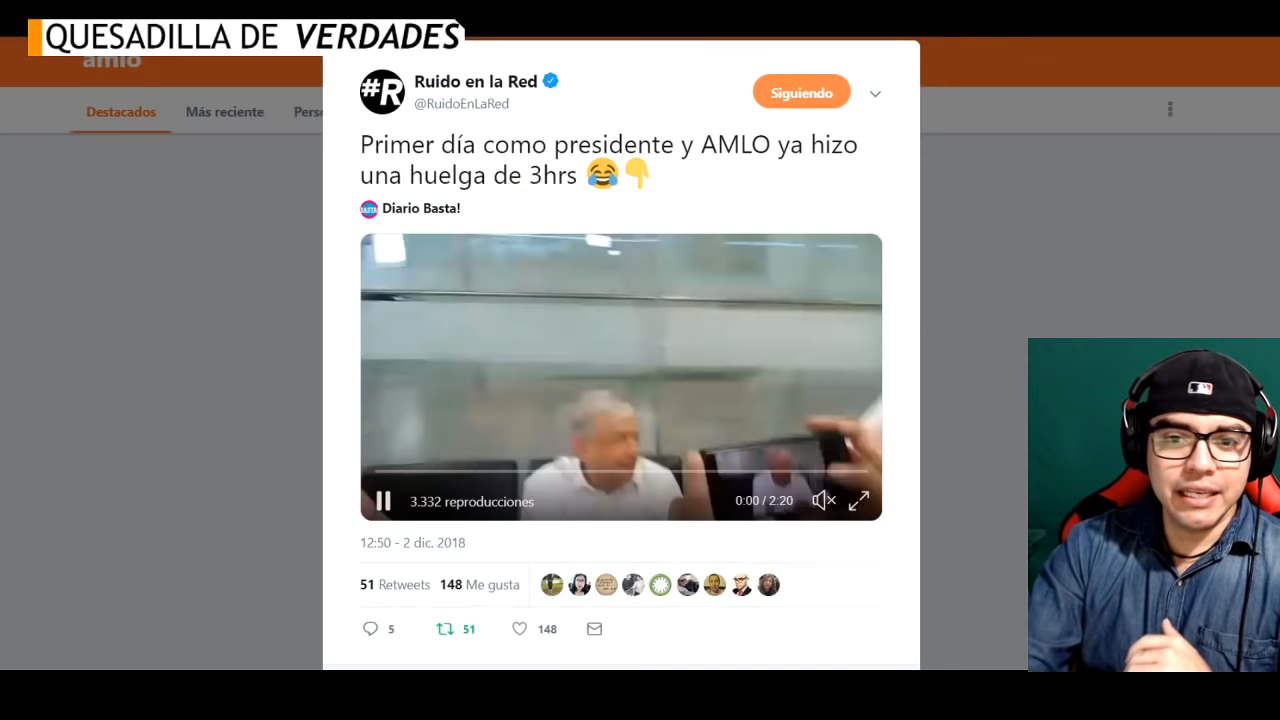 QUESADILLA DE VERDADES
amlo
Destacados Más reciente Pers
#R Ruido en la Red
@RuidoEnLaRed
Siguiendo
Primer día como presidente y AMLO ya hizo
una huelga de 3hrs 😂👇
BASTA! Diario Basta!
3.332 reproducciones 0:00 / 2:20
12:50 - 2 dic. 2018
51 Retweets 148 Me gusta
5 51 148